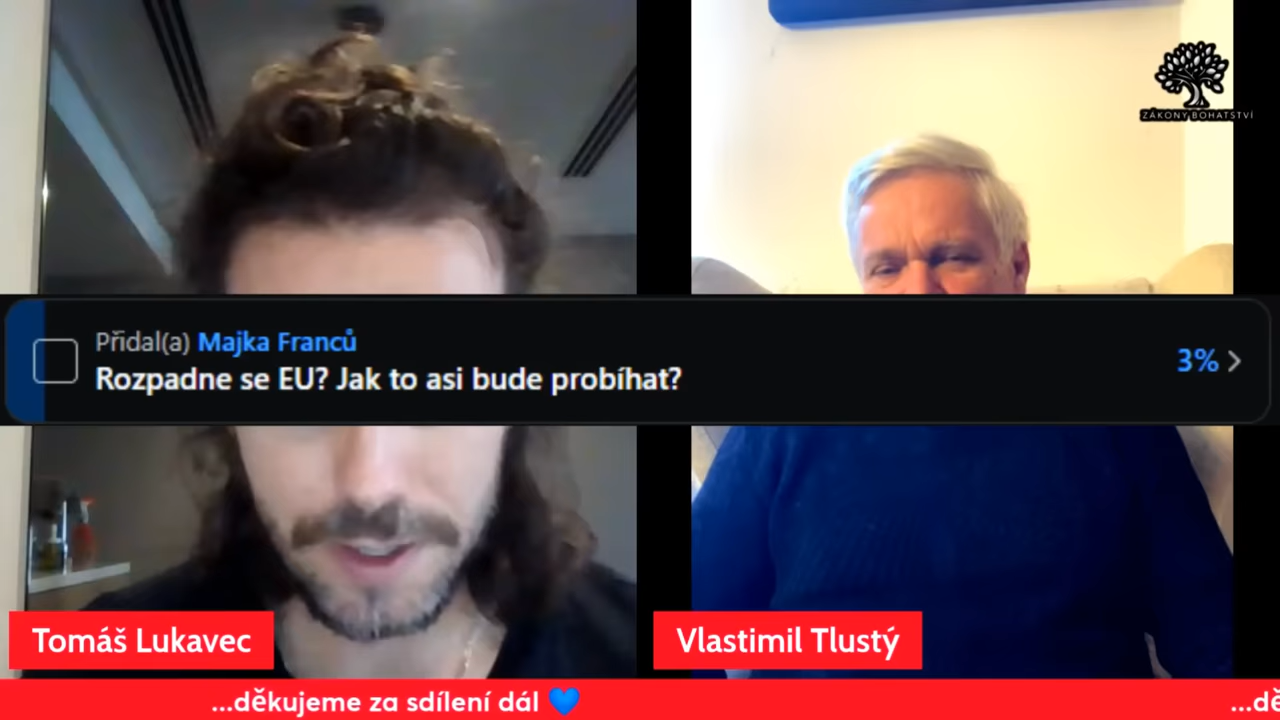 ZÁKONY BOHATSTVÍ
Přidal(a) Majka Franců
Rozpadne se EU? Jak to asi bude probíhat?
3%
Tomáš Lukavec
Vlastimil Tlustý
...děkujeme za sdílení dál 💙
...dě